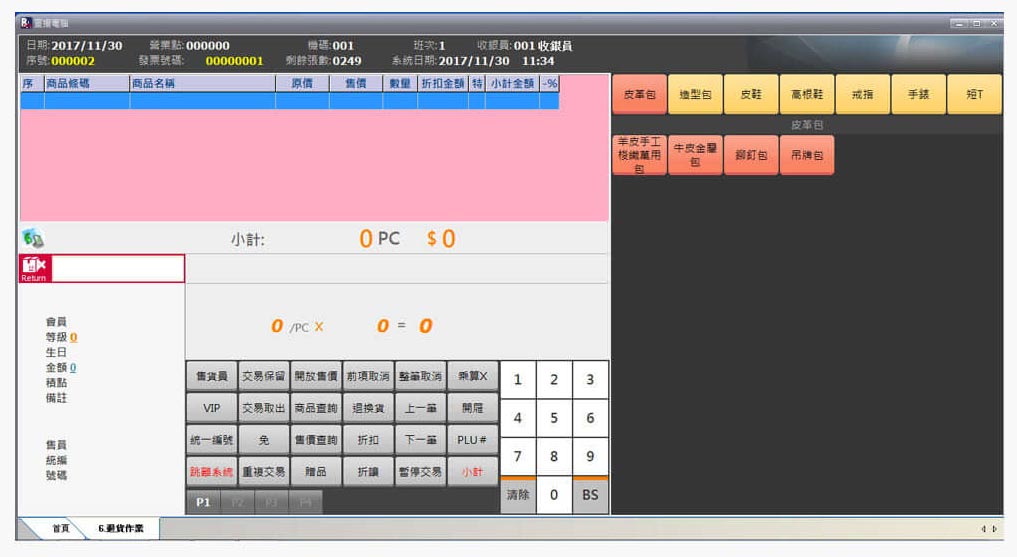 富接電腦
日期:2017/11/30 營業點:000000 機碼:001 班次:1 收銀員:001 收銀員
序號:000002 發票號碼: 00000001 剩餘張數:0249 系統日期:2017/11/30 11:34
序 商品條碼 商品名稱 原價 售價 數量 折扣金額 特 小計金額 -%
皮革包 造型包 皮鞋 高根鞋 戒指 手錶 短T
皮革包
羊皮手工梭織萬用包 牛皮金屬包 鉚釘包 吊牌包
小計: 0 PC $ 0
Return
0 /PC X 0 = 0
會員
等級 0
生日
金額 0
積點
備註
售員
統編
號碼
售貨員 交易保留 開放售價 前項取消 整筆取消 乘算X 1 2 3
VIP 交易取出 商品查詢 退換貨 上一筆 開屜 4 5 6
統一編號 免 售價查詢 折扣 下一筆 PLU# 7 8 9
跳離系統 重複交易 贈品 折讓 暫停交易 小計 清除 0 BS
P1 P2 P3 P4
首頁 6.退貨作業